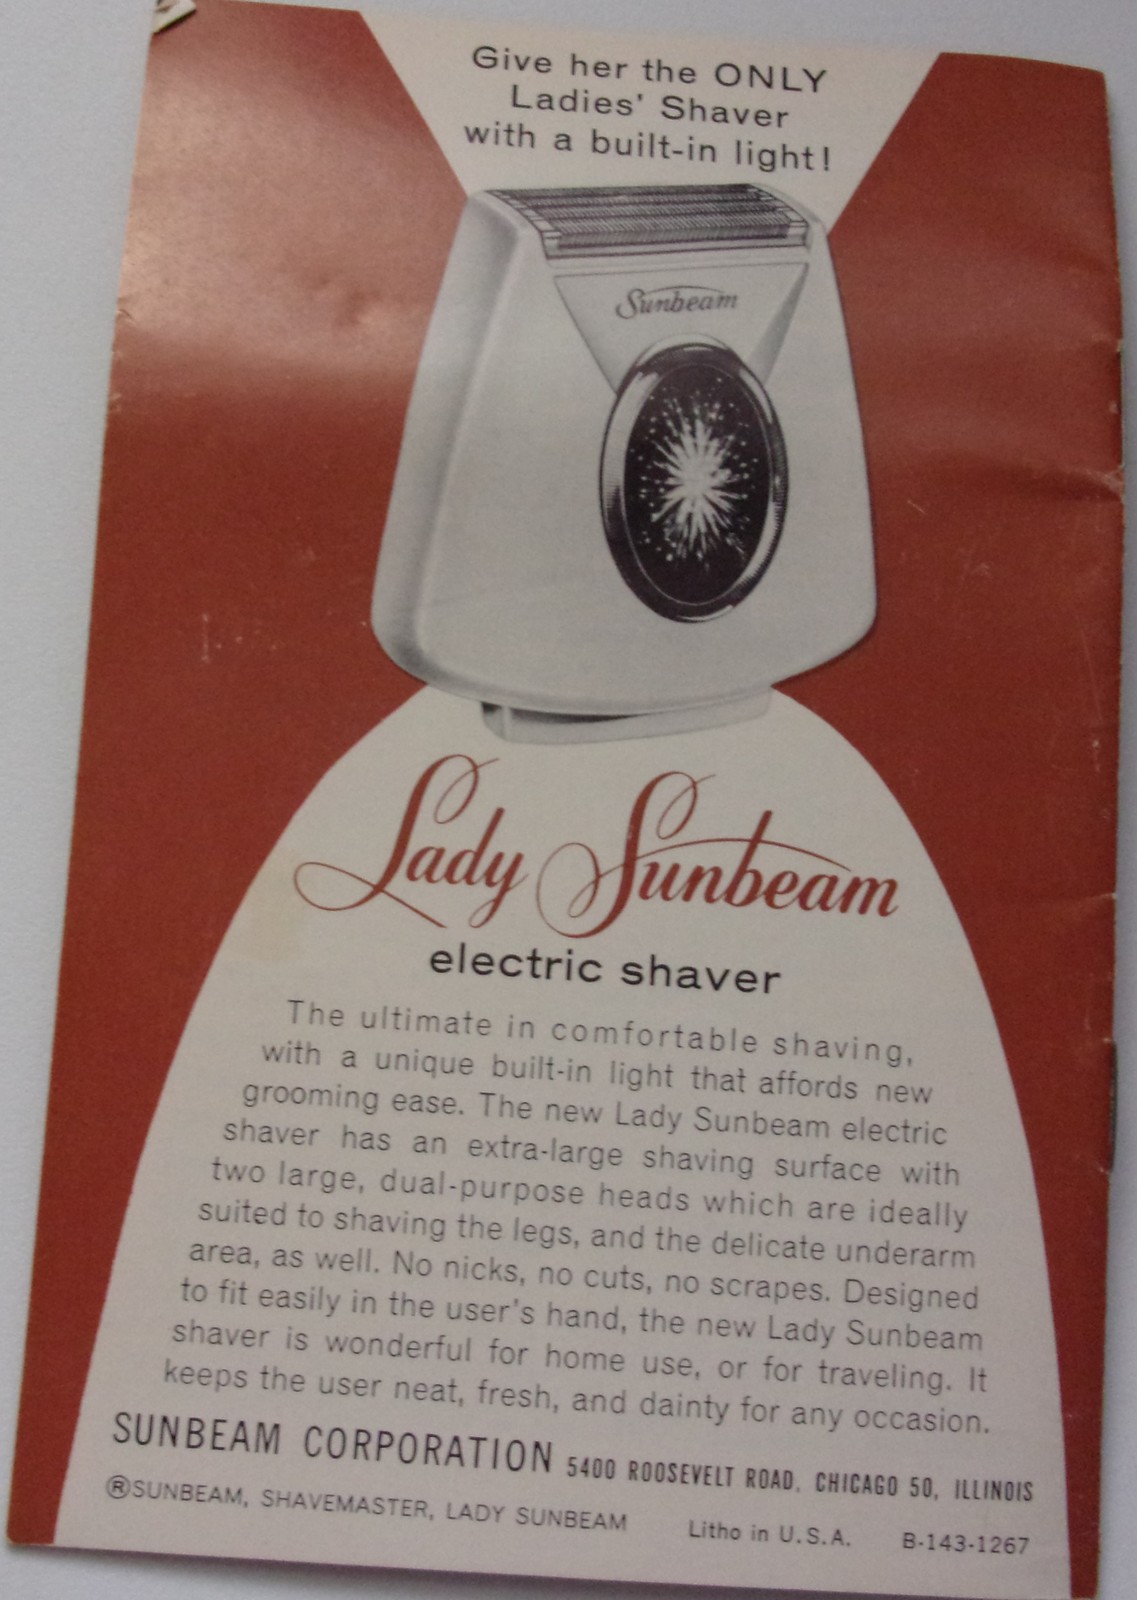 Give her the ONLY
Ladies' Shaver
with a built-in light!
Sunbeam
Lady Sunbeam
electric shaver
The ultimate in comfortable shaving,
with a unique built-in light that affords new
grooming ease. The new Lady Sunbeam electric
shaver has an extra-large shaving surface with
two large, dual-purpose heads which are ideally
suited to shaving the legs, and the delicate underarm
area, as well. No nicks, no cuts, no scrapes. Designed
to fit easily in the user's hand, the new Lady Sunbeam
shaver is wonderful for home use, or for traveling. It
keeps the user neat, fresh, and dainty for any occasion.
SUNBEAM CORPORATION 5400 ROOSEVELT ROAD, CHICAGO 50, ILLINOIS
®SUNBEAM, SHAVEMASTER, LADY SUNBEAM Litho in U.S.A. B-143-1267